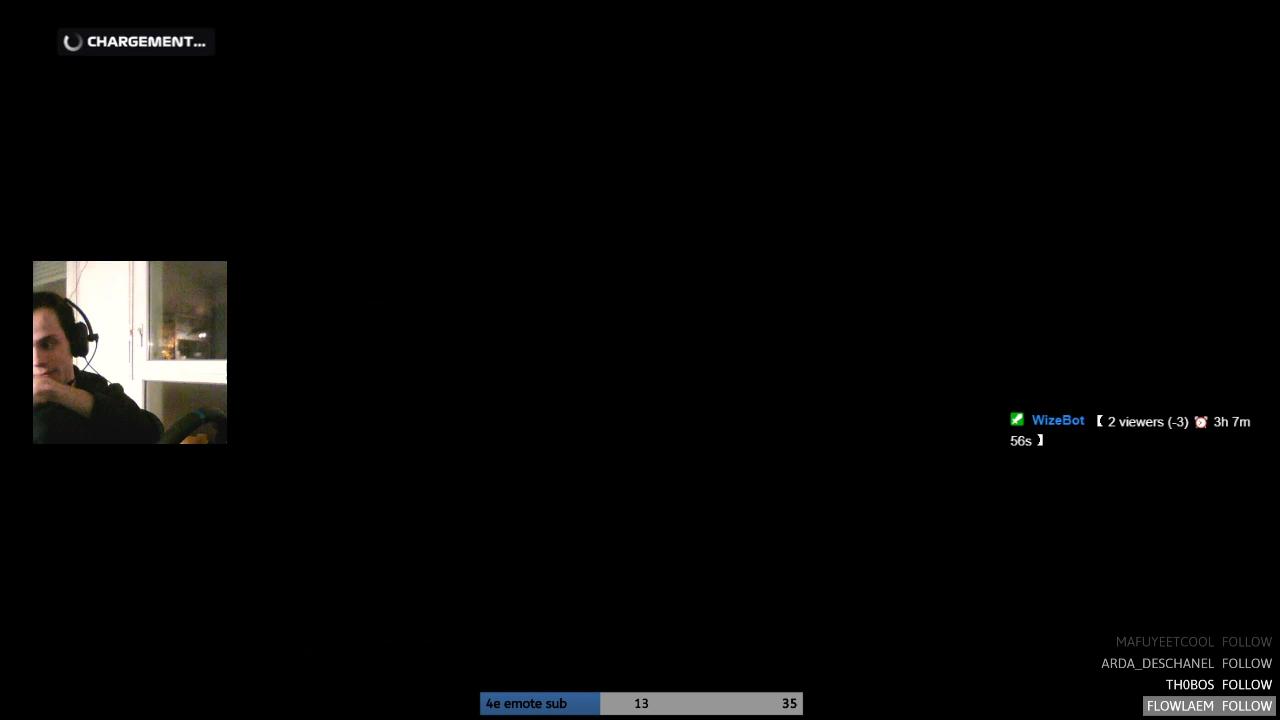 CHARGEMENT...
WizeBot 【 2 viewers (-3) ⏰ 3h 7m
56s 】
MAFUYEETCOOL FOLLOW
ARDA_DESCHANEL FOLLOW
TH0BOS FOLLOW
FLOWLAEM FOLLOW
4e emote sub 13 35